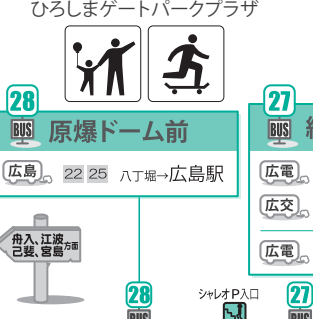 ひろしまゲートパークプラザ
28
27
BUS 原爆ドーム前
BUS
広島 22 25 八丁堀→広島駅
広電
広交
広電
舟入、江波
己斐、宮島方面
28
シャレオP入口
27
BUS
BUS